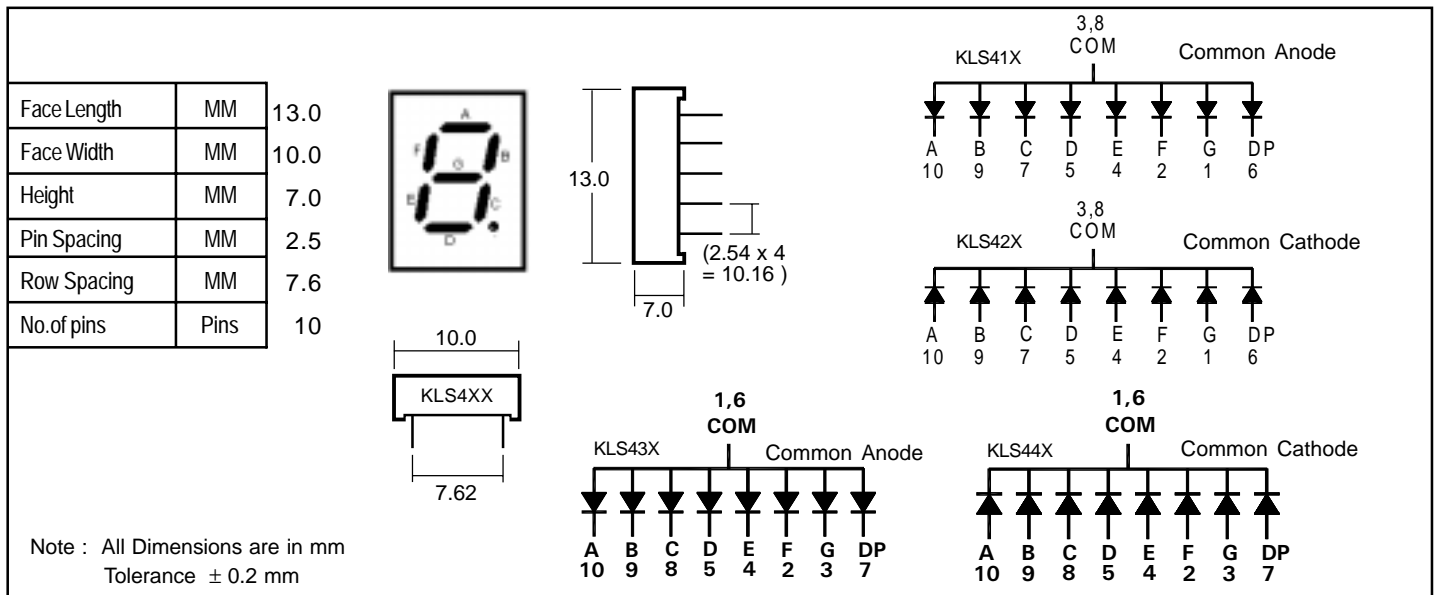 Face Length MM 13.0
Face Width MM 10.0
Height MM 7.0
Pin Spacing MM 2.5
Row Spacing MM 7.6
No.of pins Pins 10
A
F B
G
E C
D
13.0
(2.54 x 4
= 10.16 )
7.0
10.0
KLS4XX
7.62
3,8
COM
KLS41X Common Anode
A B C D E F G DP
10 9 7 5 4 2 1 6
3,8
COM
KLS42X Common Cathode
A B C D E F G DP
10 9 7 5 4 2 1 6
1,6
COM
KLS43X Common Anode
A B C D E F G DP
10 9 8 5 4 2 3 7
1,6
COM
KLS44X Common Cathode
A B C D E F G DP
10 9 8 5 4 2 3 7
Note : All Dimensions are in mm
Tolerance ± 0.2 mm